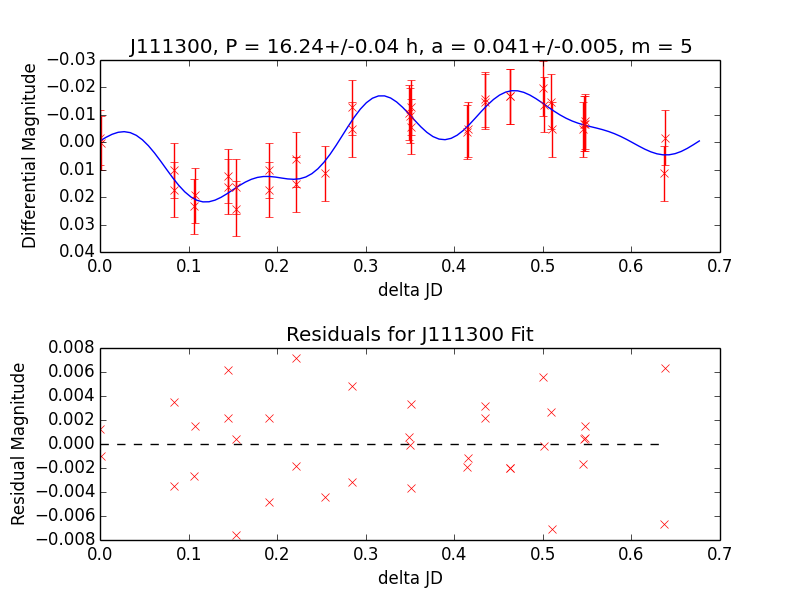 J111300, P = 16.24+/-0.04 h, a = 0.041+/-0.005, m = 5
Differential Magnitude
−0.03
−0.02
−0.01
0.00
0.01
0.02
0.03
0.04
0.0 0.1 0.2 0.3 0.4 0.5 0.6 0.7
delta JD
Residuals for J111300 Fit
Residual Magnitude
0.008
0.006
0.004
0.002
0.000
−0.002
−0.004
−0.006
−0.008
0.0 0.1 0.2 0.3 0.4 0.5 0.6 0.7
delta JD